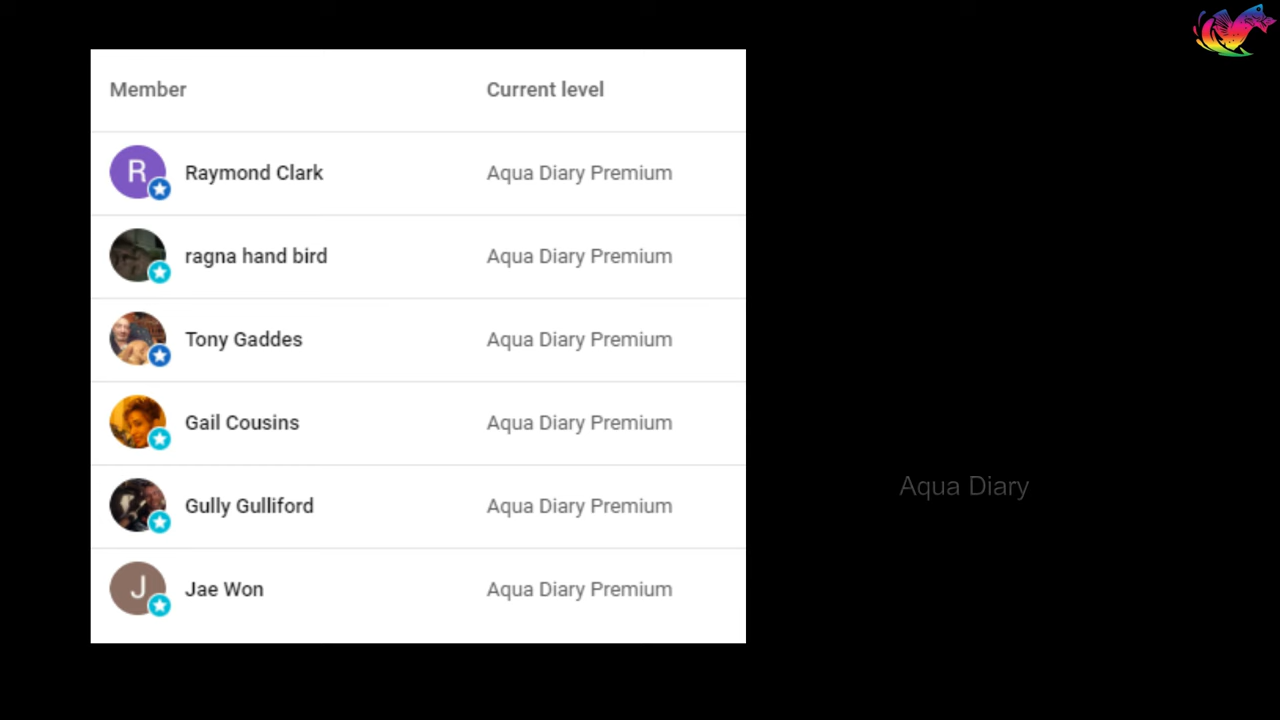 Member Current level
R Raymond Clark Aqua Diary Premium
ragna hand bird Aqua Diary Premium
Tony Gaddes Aqua Diary Premium
Gail Cousins Aqua Diary Premium
Gully Gulliford Aqua Diary Premium
J Jae Won Aqua Diary Premium
Aqua Diary